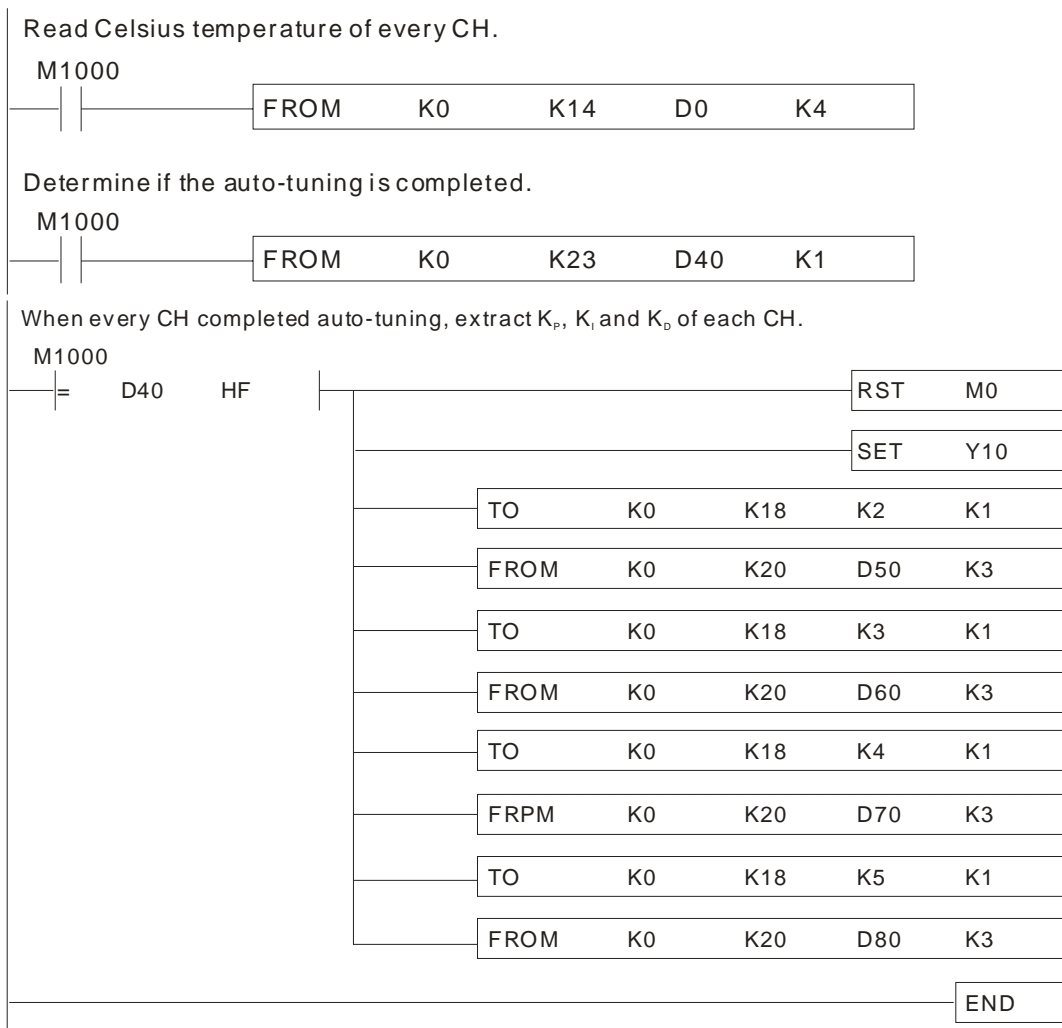 Read Celsius temperature of every CH.
M1000
FROM K0 K14 D0 K4
Determine if the auto-tuning is completed.
M1000
FROM K0 K23 D40 K1
When every CH completed auto-tuning, extract KP, KI and KD of each CH.
M1000
= D40 HF
RST M0
SET Y10
TO K0 K18 K2 K1
FROM K0 K20 D50 K3
TO K0 K18 K3 K1
FROM K0 K20 D60 K3
TO K0 K18 K4 K1
FRPM K0 K20 D70 K3
TO K0 K18 K5 K1
FROM K0 K20 D80 K3
END